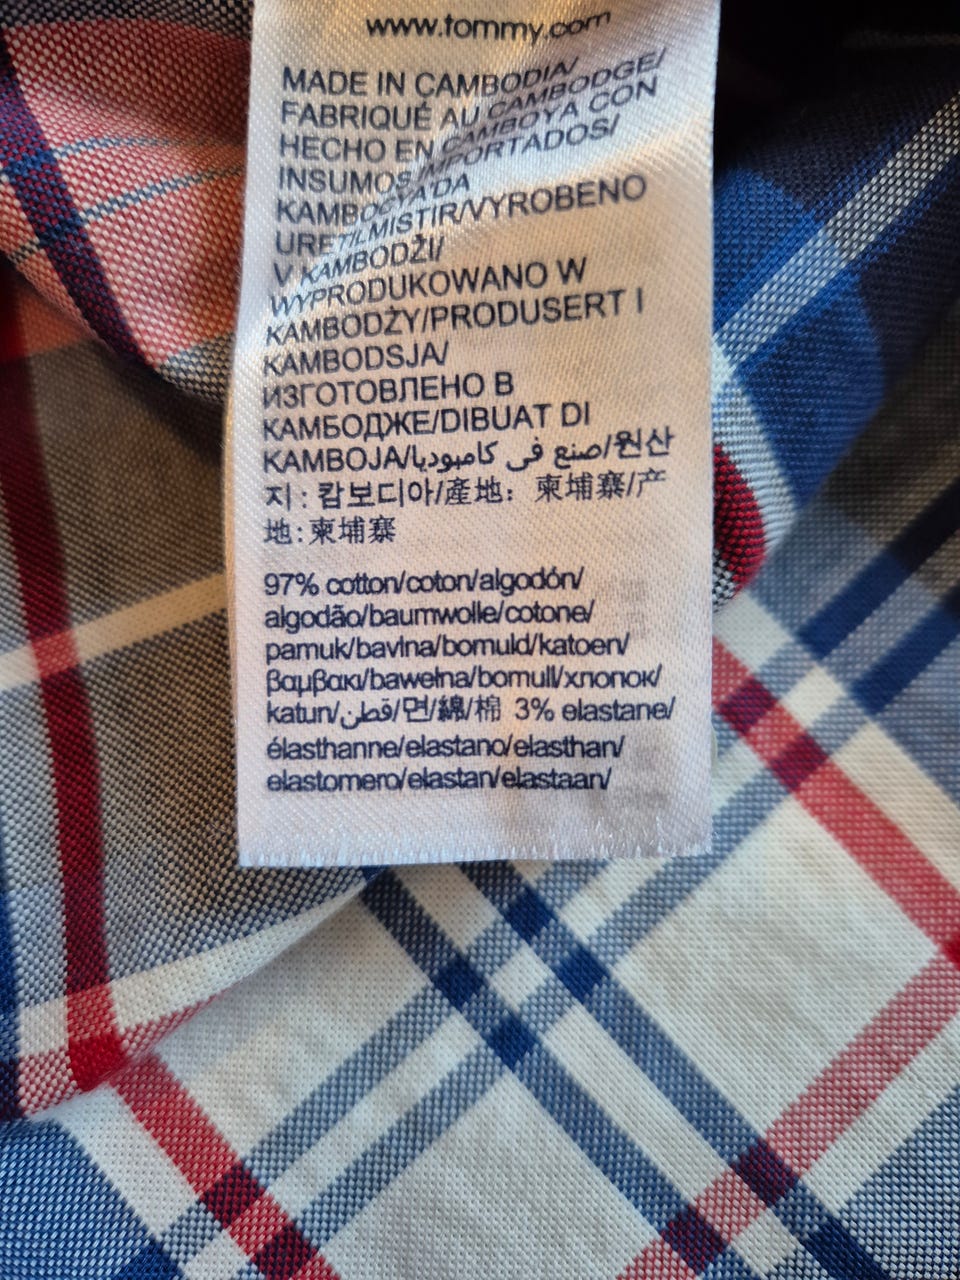 www.tommy.com
MADE IN CAMBODIA/
FABRIQUÉ AU CAMBODGE/
HECHO EN CAMBOYA CON
INSUMOS IMPORTADOS/
KAMBOÇYA'DA
URETILMISTIR/VYROBENO
V KAMBODŽI/
WYPRODUKOWANO W
KAMBODŻY/PRODUSERT I
KAMBODSJA/
ИЗГОТОВЛЕНО В
КАМБОДЖЕ/DIBUAT DI
KAMBOJA/صنع في كامبوديا/원산
지: 캄보디아/產地: 柬埔寨/产
地:柬埔寨
97% cotton/coton/algodón/
algodão/baumwolle/cotone/
pamuk/bavlna/bomuld/katoen/
βαμβακι/bawełna/bomull/хлопок/
katun/قطن/면/綿/棉 3% elastane/
élasthanne/elastano/elasthan/
elastomero/elastan/elastaan/